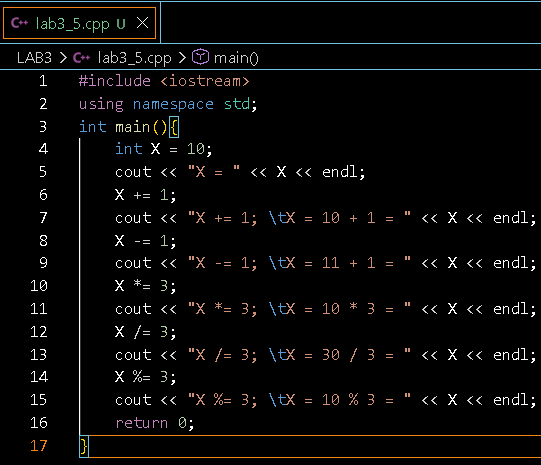 C++ lab3_5.cpp U ×
LAB3 > C++ lab3_5.cpp > main()
1 #include <iostream>
2 using namespace std;
3 int main(){
4 int X = 10;
5 cout << "X = " << X << endl;
6 X += 1;
7 cout << "X += 1; \tX = 10 + 1 = " << X << endl;
8 X -= 1;
9 cout << "X -= 1; \tX = 11 + 1 = " << X << endl;
10 X *= 3;
11 cout << "X *= 3; \tX = 10 * 3 = " << X << endl;
12 X /= 3;
13 cout << "X /= 3; \tX = 30 / 3 = " << X << endl;
14 X %= 3;
15 cout << "X %= 3; \tX = 10 % 3 = " << X << endl;
16 return 0;
17 }